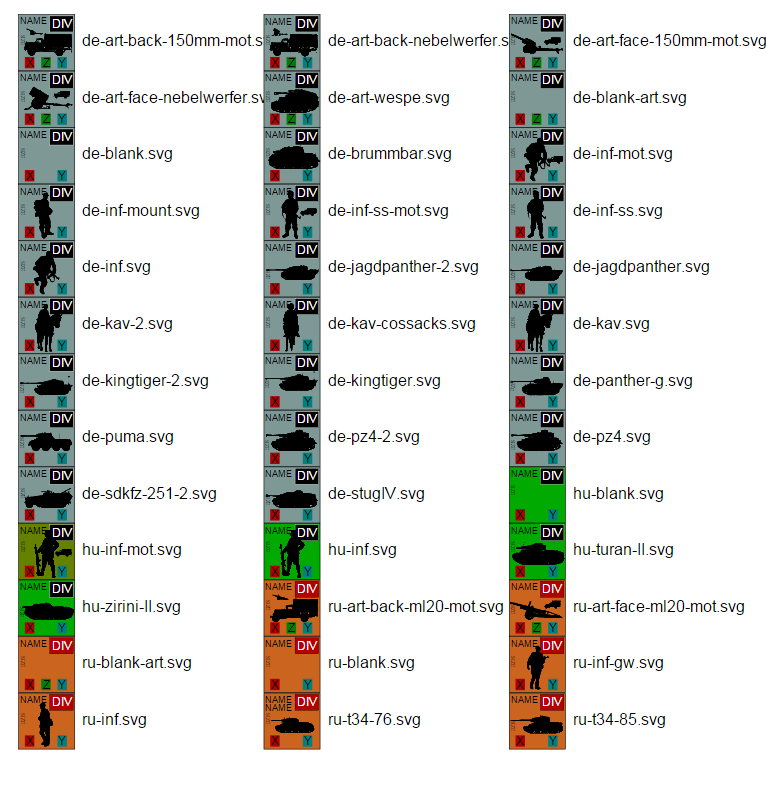 NAME DIV X Z Y de-art-back-150mm-mot.s NAME DIV X Z Y de-art-back-nebelwerfer.s NAME DIV X Z Y de-art-face-150mm-mot.svg
NAME DIV X Z Y de-art-face-nebelwerfer.sv NAME DIV X Z Y de-art-wespe.svg NAME DIV X Z Y de-blank-art.svg
NAME DIV X Y de-blank.svg NAME DIV X Y de-brummbar.svg NAME DIV X Y de-inf-mot.svg
NAME DIV X Y de-inf-mount.svg NAME DIV X Y de-inf-ss-mot.svg NAME DIV X Y de-inf-ss.svg
NAME DIV X Y de-inf.svg NAME DIV X Y de-jagdpanther-2.svg NAME DIV X Y de-jagdpanther.svg
NAME DIV X Y de-kav-2.svg NAME DIV X Y de-kav-cossacks.svg NAME DIV X Y de-kav.svg
NAME DIV X Y de-kingtiger-2.svg NAME DIV X Y de-kingtiger.svg NAME DIV X Y de-panther-g.svg
NAME DIV X Y de-puma.svg NAME DIV X Y de-pz4-2.svg NAME DIV X Y de-pz4.svg
NAME DIV X Y de-sdkfz-251-2.svg NAME DIV X Y de-stugIV.svg NAME DIV X Y hu-blank.svg
NAME DIV X Y hu-inf-mot.svg NAME DIV X Y hu-inf.svg NAME DIV X Y hu-turan-II.svg
NAME DIV X Y hu-zirini-II.svg NAME DIV X Z Y ru-art-back-ml20-mot.svg NAME DIV X Z Y ru-art-face-ml20-mot.svg
NAME DIV X Z Y ru-blank-art.svg NAME DIV X Y ru-blank.svg NAME DIV X Y ru-inf-gw.svg
NAME DIV X Y ru-inf.svg NAME NAME DIV X Y ru-t34-76.svg NAME DIV X Y ru-t34-85.svg